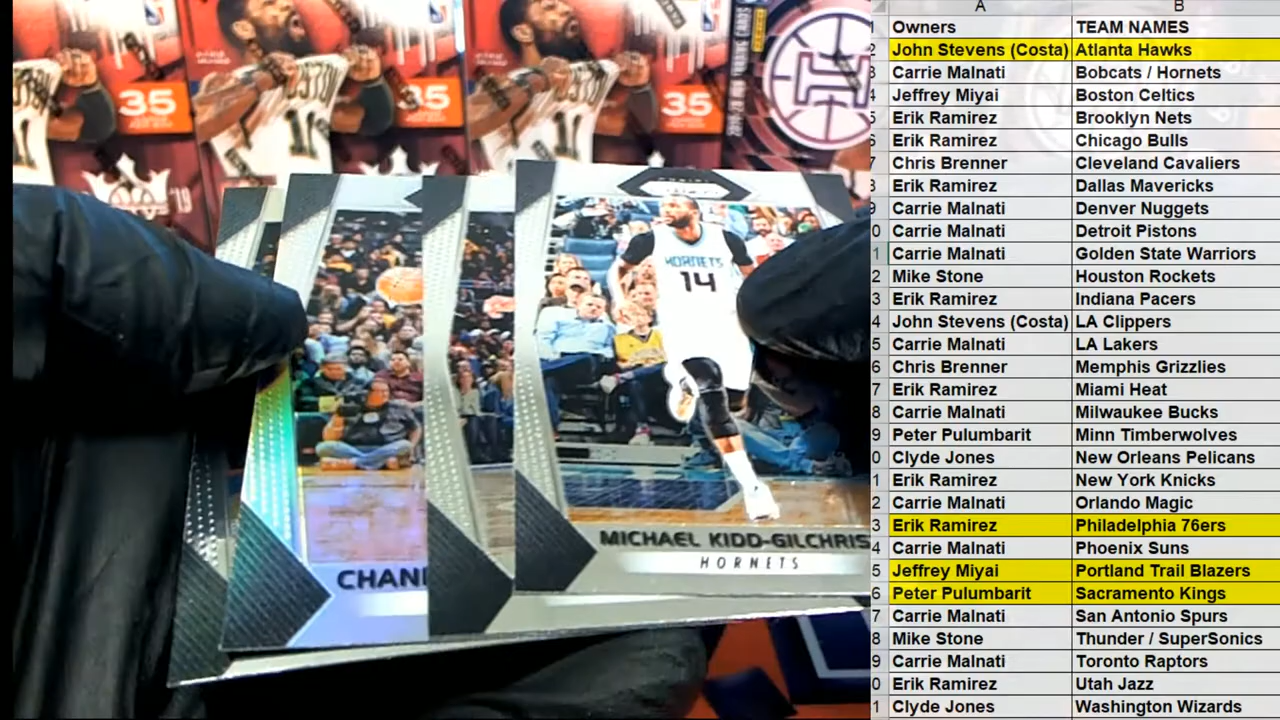 35
35
35
'19
HORNETS
14
MICHAEL KIDD-GILCHRIS
HORNETS
CHAN
A B
Owners TEAM NAMES
John Stevens (Costa) Atlanta Hawks
Carrie Malnati Bobcats / Hornets
Jeffrey Miyai Boston Celtics
Erik Ramirez Brooklyn Nets
Erik Ramirez Chicago Bulls
Chris Brenner Cleveland Cavaliers
Erik Ramirez Dallas Mavericks
Carrie Malnati Denver Nuggets
Carrie Malnati Detroit Pistons
Carrie Malnati Golden State Warriors
Mike Stone Houston Rockets
Erik Ramirez Indiana Pacers
John Stevens (Costa) LA Clippers
Carrie Malnati LA Lakers
Chris Brenner Memphis Grizzlies
Erik Ramirez Miami Heat
Carrie Malnati Milwaukee Bucks
Peter Pulumbarit Minn Timberwolves
Clyde Jones New Orleans Pelicans
Erik Ramirez New York Knicks
Carrie Malnati Orlando Magic
Erik Ramirez Philadelphia 76ers
Carrie Malnati Phoenix Suns
Jeffrey Miyai Portland Trail Blazers
Peter Pulumbarit Sacramento Kings
Carrie Malnati San Antonio Spurs
Mike Stone Thunder / SuperSonics
Carrie Malnati Toronto Raptors
Erik Ramirez Utah Jazz
Clyde Jones Washington Wizards